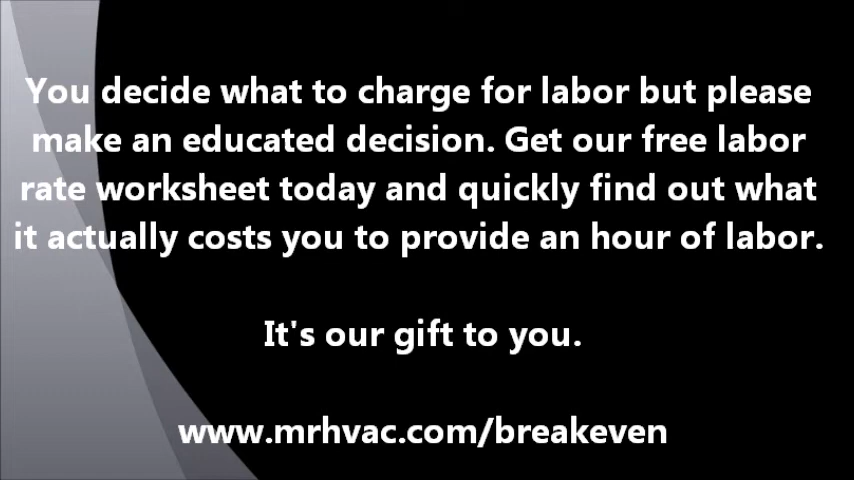 You decide what to charge for labor but please
make an educated decision. Get our free labor
rate worksheet today and quickly find out what
it actually costs you to provide an hour of labor.
It's our gift to you.
www.mrhvac.com/breakeven